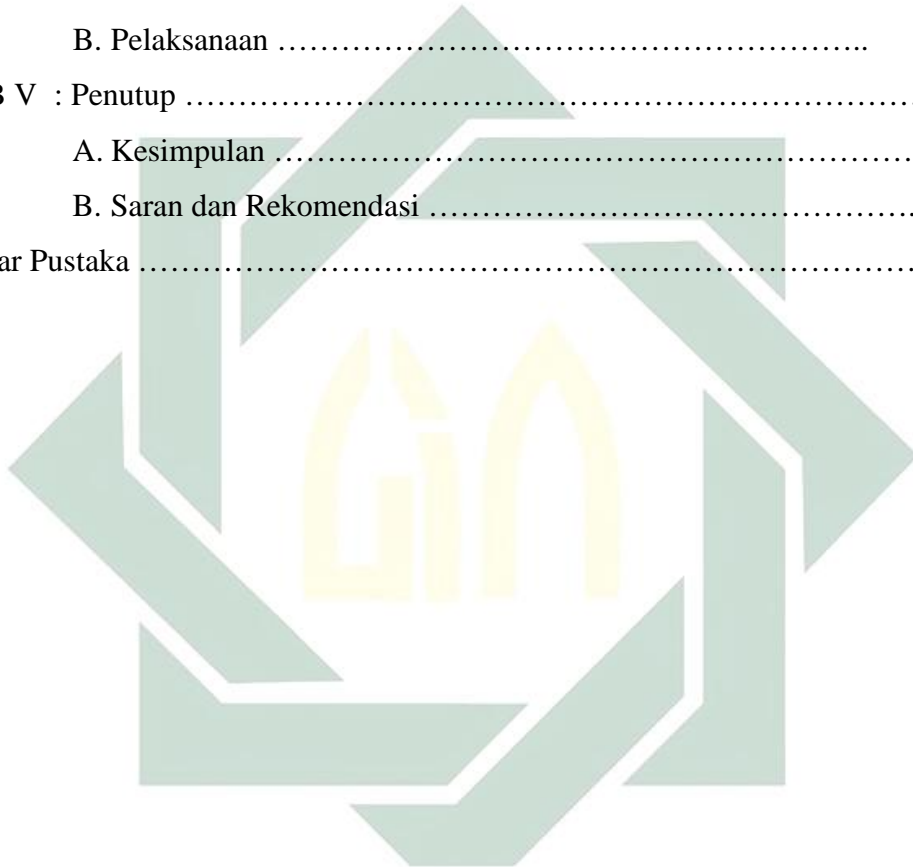 B. Pelaksanaan …………………………………………………..
B V : Penutup ……………………………………………………………….
A. Kesimpulan ……………………………………………………….
B. Saran dan Rekomendasi ………………………………………….
ar Pustaka …………………………………………………………………….